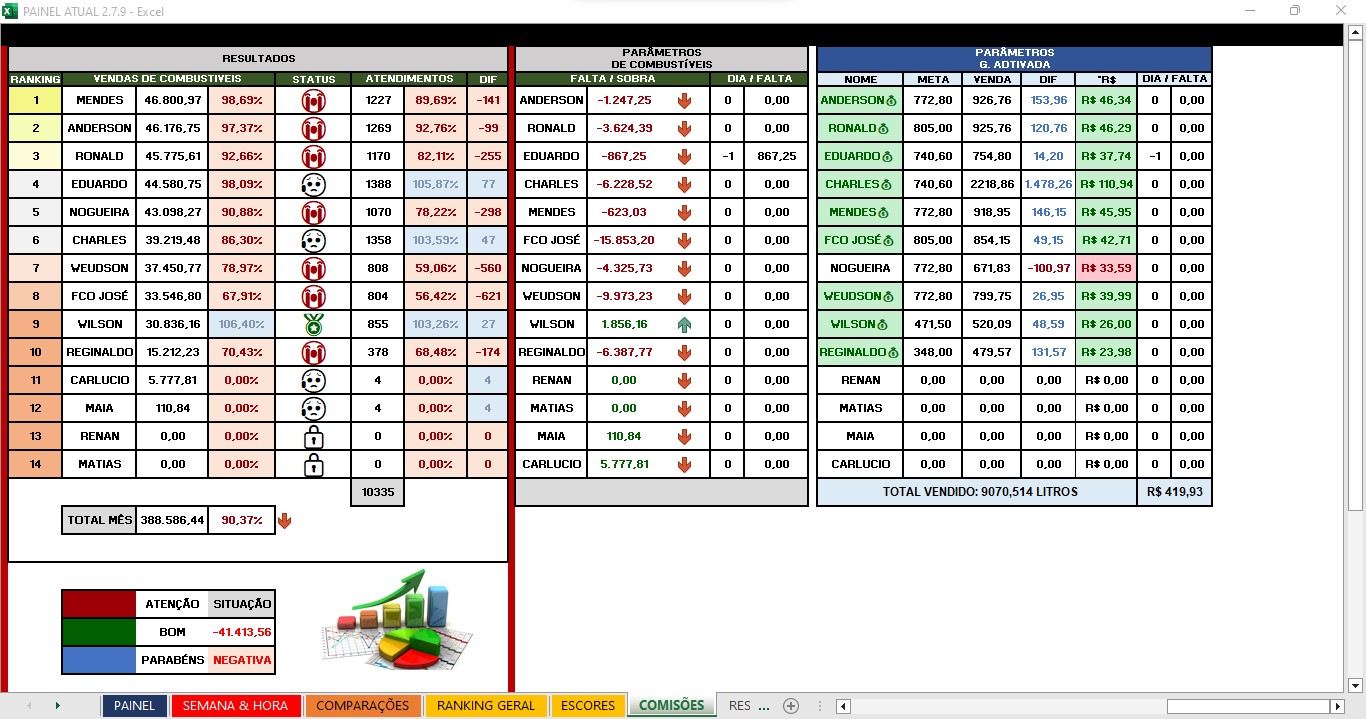 PAINEL ATUAL 2.7.9 - Excel
RESULTADOS
RANKING VENDAS DE COMBUSTÍVEIS STATUS ATENDIMENTOS DIF
1 MENDES 46.800,97 98,69% 1227 89,69% -141
2 ANDERSON 46.176,75 97,37% 1269 92,76% -99
3 RONALD 45.775,61 92,66% 1170 82,11% -255
4 EDUARDO 44.580,75 98,09% 1388 105,87% 77
5 NOGUEIRA 43.098,27 90,88% 1070 78,22% -298
6 CHARLES 39.219,48 86,30% 1358 103,59% 47
7 WEUDSON 37.450,77 78,97% 808 59,06% -560
8 FCO JOSÉ 33.546,80 67,91% 804 56,42% -621
9 WILSON 30.836,16 106,40% 855 103,26% 27
10 REGINALDO 15.212,23 70,43% 378 68,48% -174
11 CARLUCIO 5.777,81 0,00% 4 0,00% 4
12 MAIA 110,84 0,00% 4 0,00% 4
13 RENAN 0,00 0,00% 0 0,00% 0
14 MATIAS 0,00 0,00% 0 0,00% 0
10335
TOTAL MÊS 388.586,44 90,37%
ATENÇÃO SITUAÇÃO
BOM -41.413,56
PARABÉNS NEGATIVA
PARÂMETROS
DE COMBUSTÍVEIS
FALTA / SOBRA DIA / FALTA
ANDERSON -1.247,25 0 0,00
RONALD -3.624,39 0 0,00
EDUARDO -867,25 -1 867,25
CHARLES -6.228,52 0 0,00
MENDES -623,03 0 0,00
FCO JOSÉ -15.853,20 0 0,00
NOGUEIRA -4.325,73 0 0,00
WEUDSON -9.973,23 0 0,00
WILSON 1.856,16 0 0,00
REGINALDO -6.387,77 0 0,00
RENAN 0,00 0 0,00
MATIAS 0,00 0 0,00
MAIA 110,84 0 0,00
CARLUCIO 5.777,81 0 0,00
PARÂMETROS
G. ADTIVADA
NOME META VENDA DIF "R$ DIA / FALTA
ANDERSON 772,80 926,76 153,96 R$ 46,34 0 0,00
RONALD 805,00 925,76 120,76 R$ 46,29 0 0,00
EDUARDO 740,60 754,80 14,20 R$ 37,74 -1 0,00
CHARLES 740,60 2218,86 1.478,26 R$ 110,94 0 0,00
MENDES 772,80 918,95 146,15 R$ 45,95 0 0,00
FCO JOSÉ 805,00 854,15 49,15 R$ 42,71 0 0,00
NOGUEIRA 772,80 671,83 -100,97 R$ 33,59 0 0,00
WEUDSON 772,80 799,75 26,95 R$ 39,99 0 0,00
WILSON 471,50 520,09 48,59 R$ 26,00 0 0,00
REGINALDO 348,00 479,57 131,57 R$ 23,98 0 0,00
RENAN 0,00 0,00 0,00 R$ 0,00 0 0,00
MATIAS 0,00 0,00 0,00 R$ 0,00 0 0,00
MAIA 0,00 0,00 0,00 R$ 0,00 0 0,00
CARLUCIO 0,00 0,00 0,00 R$ 0,00 0 0,00
TOTAL VENDIDO: 9070,514 LITROS R$ 419,93
PAINEL SEMANA & HORA COMPARAÇÕES RANKING GERAL ESCORES COMISÕES RES ...